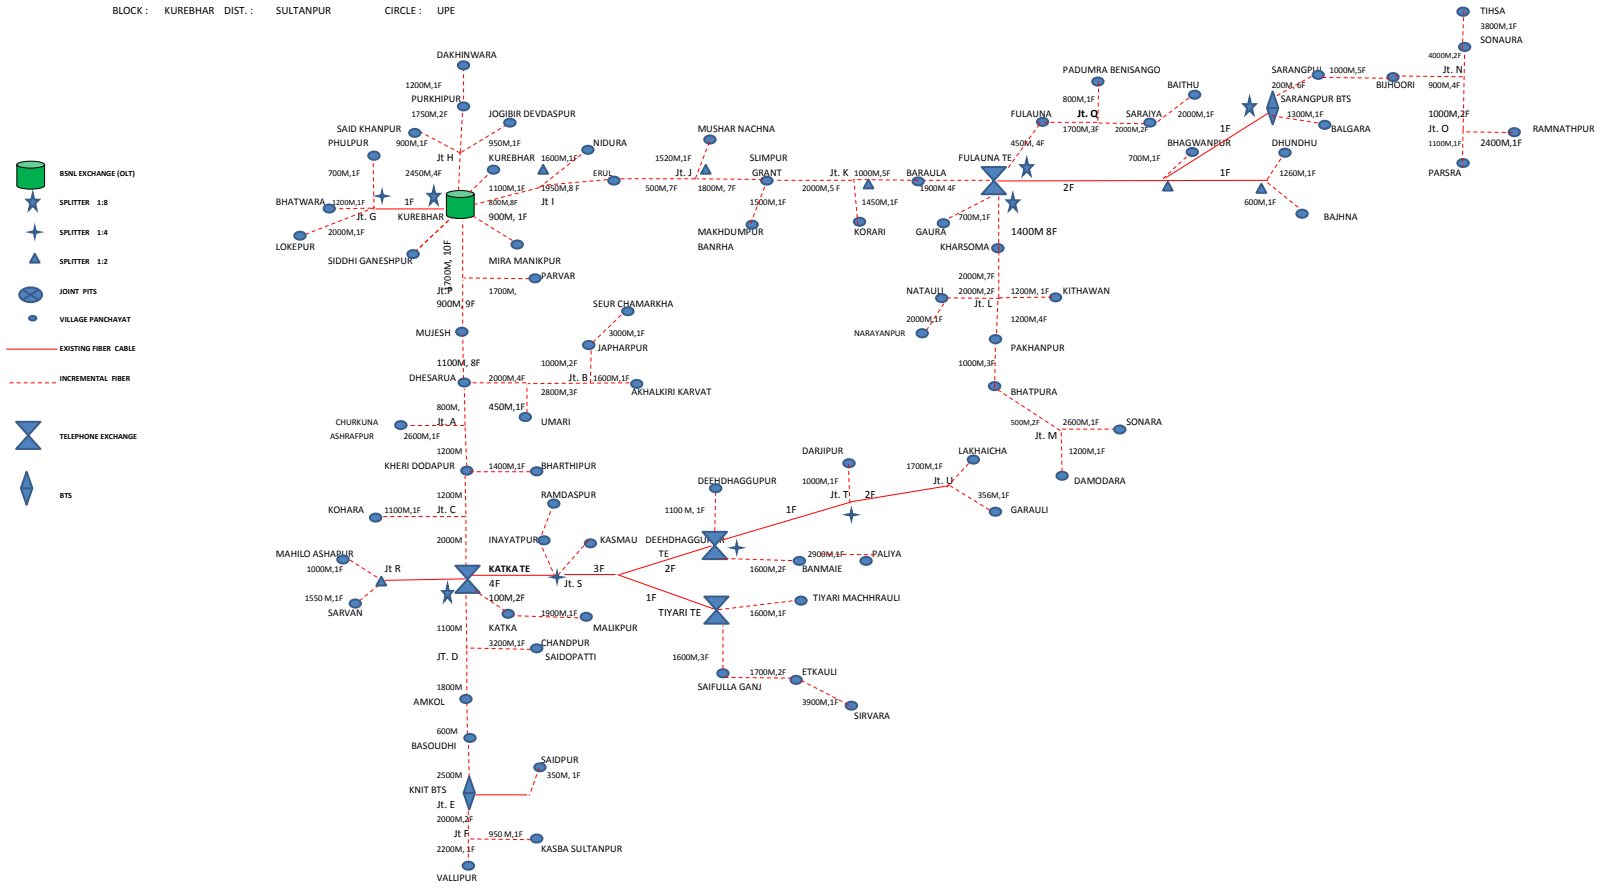 BLOCK : KUREBHAR DIST. : SULTANPUR CIRCLE : UPE
TIHSA
3800M,1F
SONAURA
4000M,2F
Jt. N
900M,4F
1000M,2F
Jt. O
RAMNATHPUR
2400M,1F
1100M,1F
PARSRA
DAKHINWARA
1200M,1F
PURKHIPUR
1750M,2F
JOGIBIR DEVDASPUR
SAID KHANPUR
900M,1F
950M,1F
PHULPUR
Jt H
KUREBHAR
1600M,1F
NIDURA
700M,1F
2450M,4F
1100M,1F
1950M,8 F
ERUL
BHATWARA
1200M,1F
1F
800M,8F
Jt I
Jt. G
KUREBHAR
900M, 1F
LOKEPUR
2000M,1F
SIDDHI GANESHPUR
MIRA MANIKPUR
MUSHAR NACHNA
1520M,1F
SLIMPUR
GRANT
500M,7F
Jt. J
1800M, 7F
1500M,1F
MAKHDUMPUR
BANRHA
Jt. K
1000M,5F
2000M,5 F
1450M,1F
KORARI
BARAULA
1900M 4F
PADUMRA BENISANGO
BAITHU
800M,1F
FULAUNA
Jt. Q
SARAIYA
2000M,1F
1700M,3F
2000M,2F
450M, 4F
FULAUNA TE
SARANGPUR
1000M,5F
BIJHOORI
200M, 6F
SARANGPUR BTS
1300M,1F
BALGARA
1F
BHAGWANPUR
DHUNDHU
700M,1F
1260M,1F
2F
1F
600M,1F
BAJHNA
700M,1F
GAURA
1400M 8F
KHARSOMA
2000M,7F
NATAULI
2000M,2F
1200M, 1F
KITHAWAN
Jt. L
2000M,1F
1200M,4F
NARAYANPUR
PAKHANPUR
1000M,3F
BHATPURA
500M,2F
2600M,1F
SONARA
Jt. M
1200M,1F
DAMODARA
BSNL EXCHANGE (OLT)
SPLITTER 1:8
SPLITTER 1:4
SPLITTER 1:2
JOINT PITS
VILLAGE PANCHAYAT
EXISTING FIBER CABLE
INCREMENTAL FIBER
TELEPHONE EXCHANGE
BTS
1700M, 10F
PARVAR
Jt.P
1700M,
900M, 9F
SEUR CHAMARKHA
MUJESH
3000M,1F
JAPHARPUR
1100M, 8F
1000M,2F
DHESARUA
2000M,4F
Jt. B
1600M,1F
2800M,3F
AKHALKIRI KARVAT
800M,
450M,1F
CHURKUNA
Jt. A
UMARI
ASHRAFPUR
2600M,1F
1200M
KHERI DODAPUR
1400M,1F
BHARTHIPUR
1200M
RAMDASPUR
KOHARA
1100M,1F
Jt. C
2000M
INAYATPUR
KASMAU
MAHILO ASHAPUR
Jt R
1000M,1F
KATKA TE
4F
Jt. S
3F
1550 M,1F
100M,2F
SARVAN
1900M,1F
1100M
KATKA
MALIKPUR
3200M,1F
CHANDPUR
SAIDOPATTI
JT. D
DARJIPUR
LAKHAICHA
DEEHDHAGGUPUR
1000M,1F
1700M,1F
Jt. T
2F
Jt. U
356M,1F
GARAULI
1100 M, 1F
1F
DEEHDHAGGUPUR
TE
2F
2900M,1F
PALIYA
1600M,2F
BANMAIE
1F
TIYARI MACHHRAULI
TIYARI TE
1600M,1F
1600M,3F
1700M,2F
ETKAULI
SAIFULLA GANJ
3900M,1F
SIRVARA
1800M
AMKOL
600M
BASOUDHI
SAIDPUR
2500M
350M, 1F
KNIT BTS
Jt. E
2000M,2F
Jt F
950 M,1F
2200M, 1F
KASBA SULTANPUR
VALLIPUR